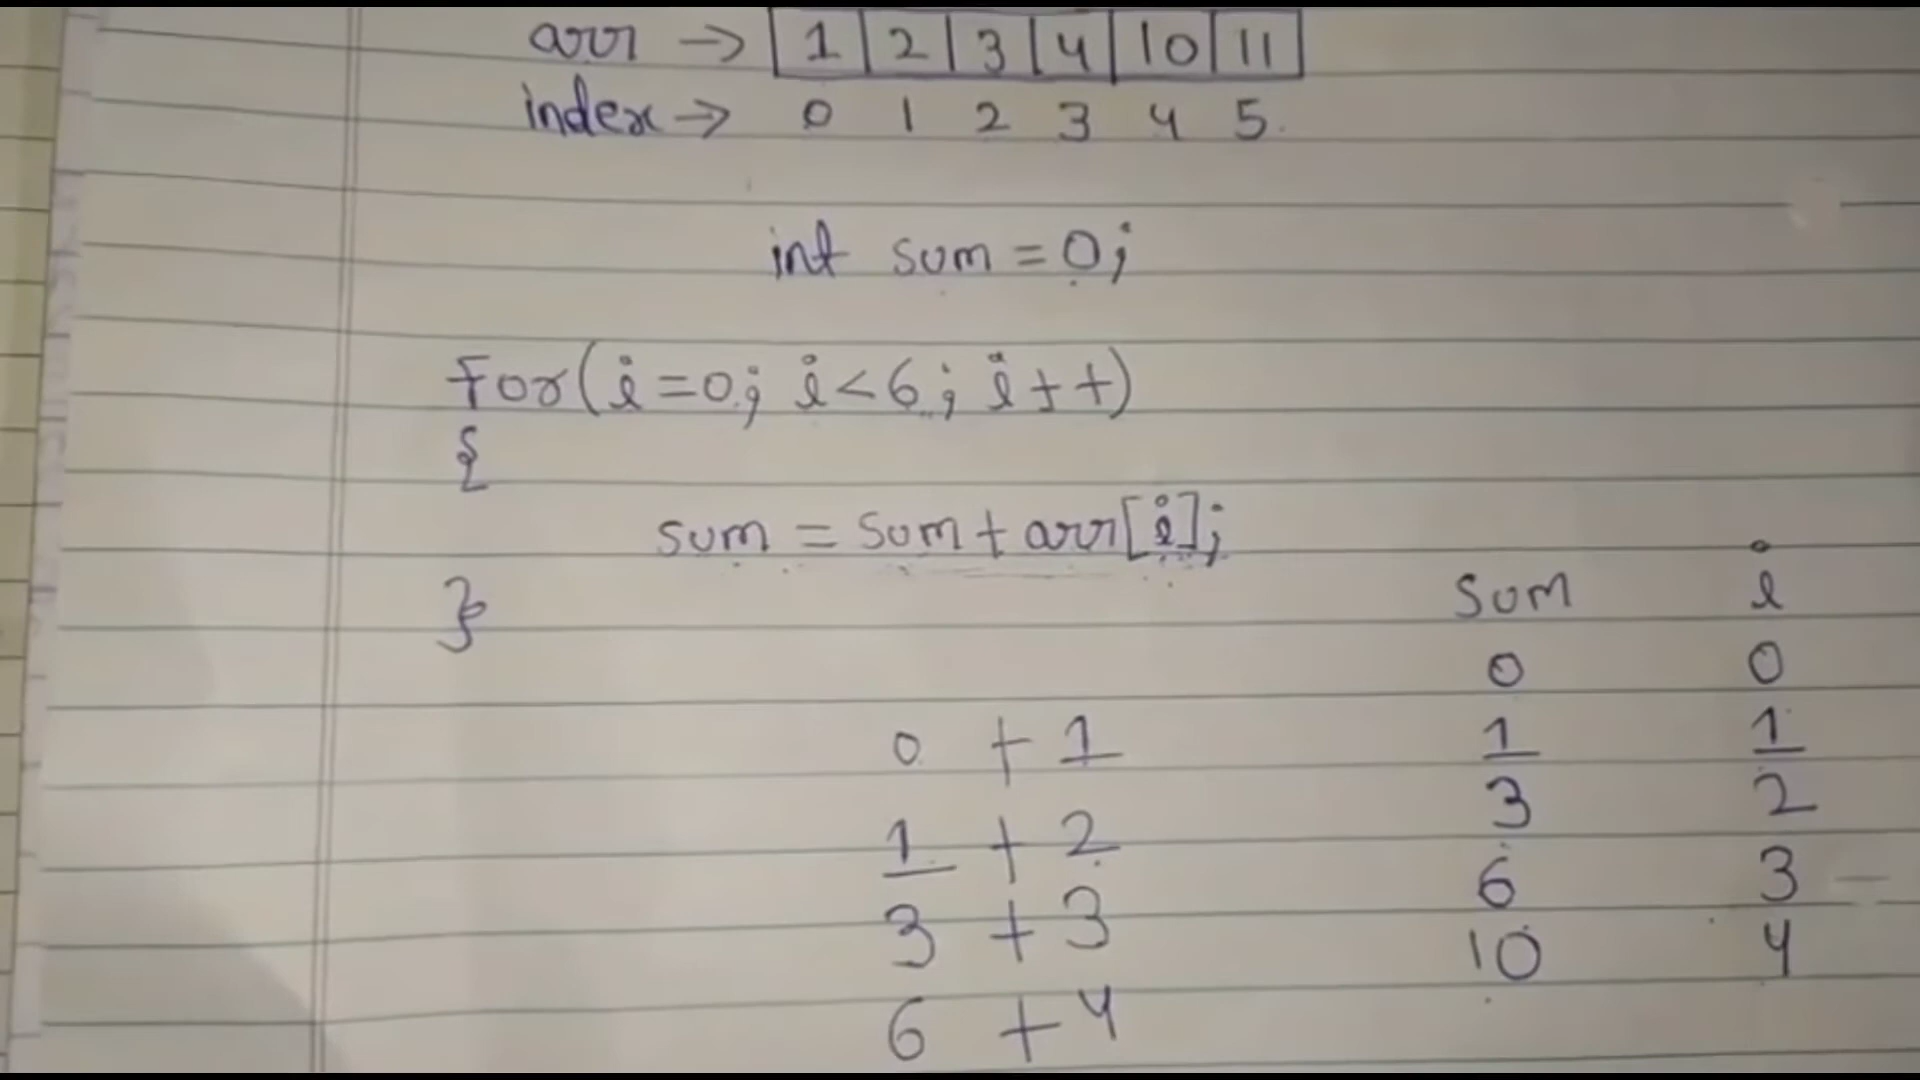 arr → 1 2 3 4 10 11
index → 0 1 2 3 4 5
int sum = 0;
For(i=0; i<6; i++)
{
sum = sum + arr[i];
}
sum i
0 0
0 + 1 1 1
3 2
1 + 2
6 3
3 + 3
10 4
6 + 4